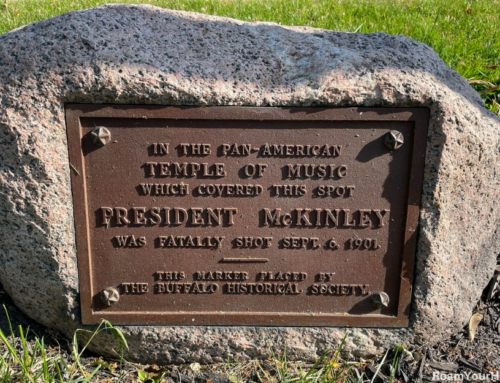 IN THE PAN-AMERICAN
TEMPLE OF MUSIC
WHICH COVERED THIS SPOT
PRESIDENT McKINLEY
WAS FATALLY SHOT SEPT. 6, 1901.
THIS MARKER PLACED BY
THE BUFFALO HISTORICAL SOCIETY.